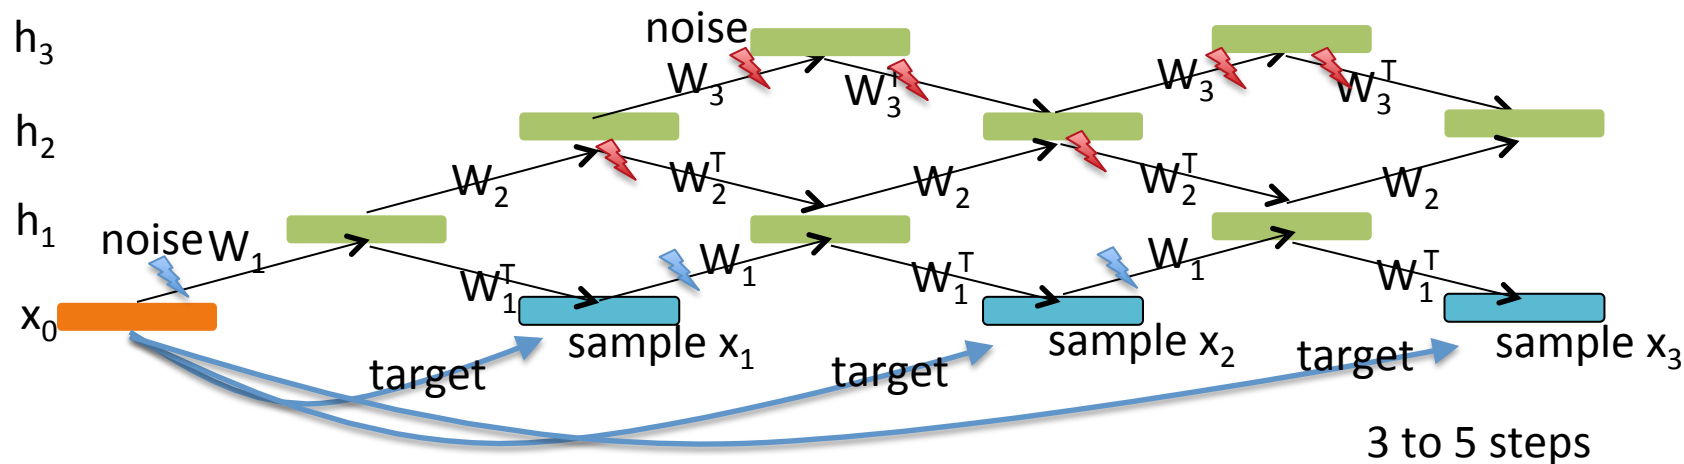 h₃ noise
W₃ W₃ᵀ W₃ W₃ᵀ
h₂
W₂ W₂ᵀ W₂ W₂ᵀ W₂
h₁
noise W₁ W₁ᵀ W₁ W₁ᵀ W₁ W₁ᵀ
x₀
sample x₁ sample x₂ sample x₃
target target target
3 to 5 steps